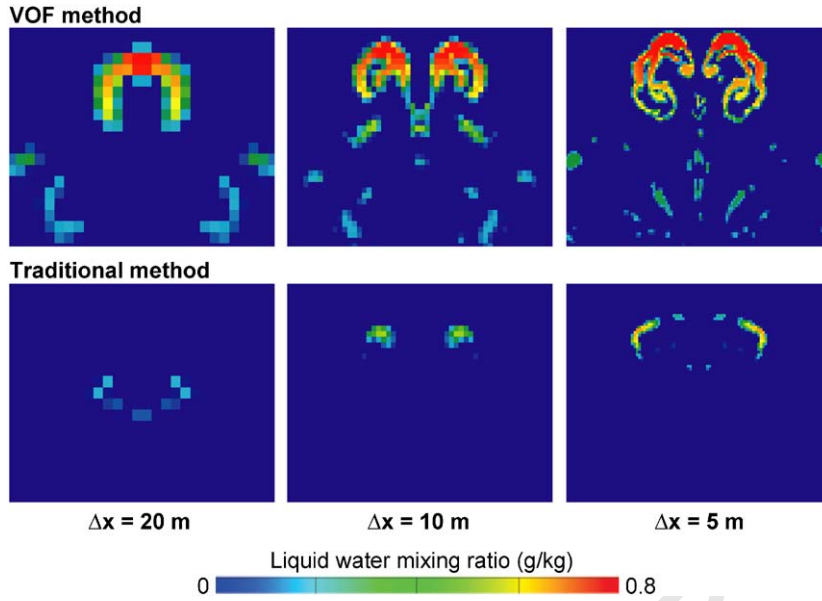 VOF method
Traditional method
Δx = 20 m
Δx = 10 m
Δx = 5 m
Liquid water mixing ratio (g/kg)
0
0.8